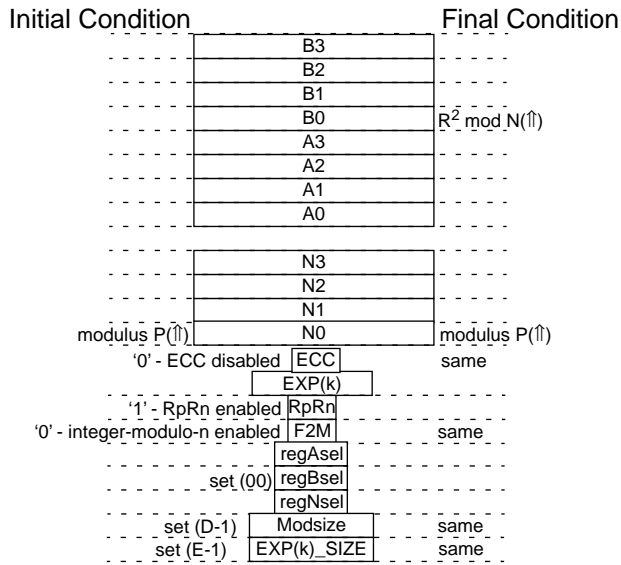 Initial Condition Final Condition
B3
B2
B1
B0 R2 mod N(⇑)
A3
A2
A1
A0
N3
N2
N1
modulus P(⇑) N0 modulus P(⇑)
‘0’ - ECC disabled ECC same
EXP(k)
‘1’ - RpRn enabled RpRn
‘0’ - integer-modulo-n enabled F2M same
regAsel
set (00) regBsel
regNsel
set (D-1) Modsize same
set (E-1) EXP(k)_SIZE same